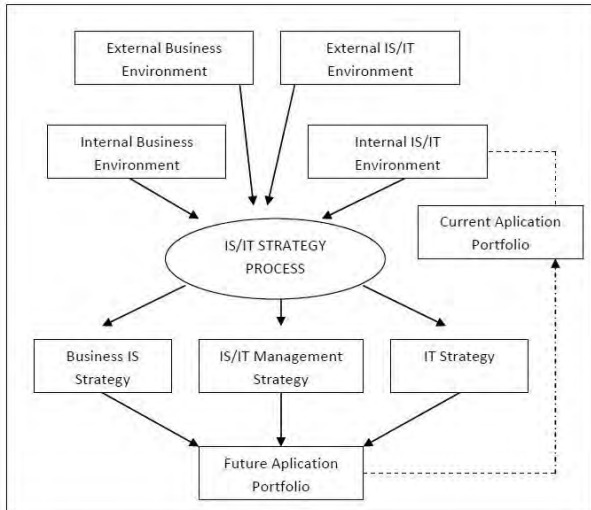 External Business
Environment
External IS/IT
Environment
Internal Business
Environment
Internal IS/IT
Environment
Current Aplication
Portfolio
IS/IT STRATEGY
PROCESS
Business IS
Strategy
IS/IT Management
Strategy
IT Strategy
Future Aplication
Portfolio